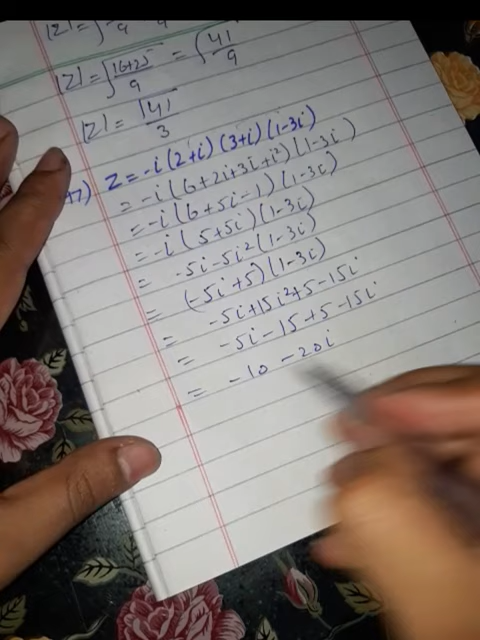 |Z| = √16+25/9 = √41/9
|Z| = √41/3
17) Z = -i(2+i)(3+i)(1-3i)
= -i(6+2i+3i+i²)(1-3i)
= -i(6+5i-1)(1-3i)
= -i(5+5i)(1-3i)
= -5i-5i²(1-3i)
= (-5i+5)(1-3i)
= -5i+15i²+5-15i
= -5i-15+5-15i
= -10-20i